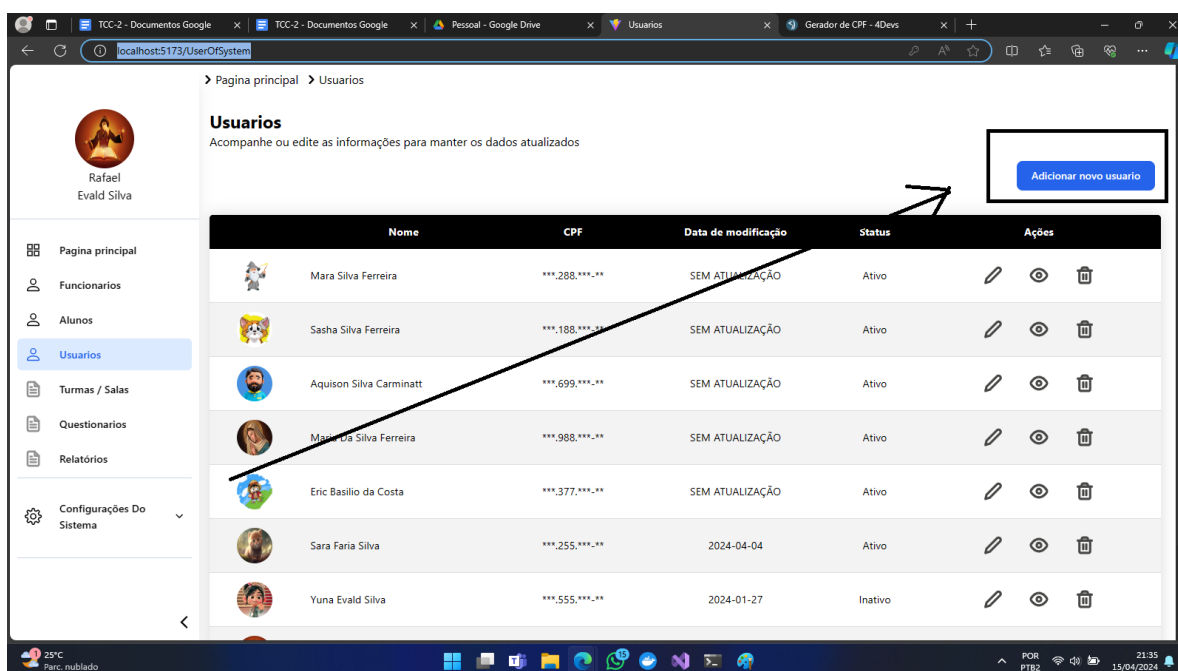 TCC-2 - Documentos Google
TCC-2 - Documentos Google
Pessoal - Google Drive
Usuarios
Gerador de CPF - 4Devs
localhost:5173/UserOfSystem
Pagina principal Usuarios
Usuarios
Acompanhe ou edite as informações para manter os dados atualizados
Rafael
Evald Silva
Adicionar novo usuario
Pagina principal
Funcionarios
Alunos
Usuarios
Turmas / Salas
Questionarios
Relatórios
Configurações Do
Sistema
Nome CPF Data de modificação Status Ações
Mara Silva Ferreira ***.288.***-** SEM ATUALIZAÇÃO Ativo
Sasha Silva Ferreira ***.188.***-** SEM ATUALIZAÇÃO Ativo
Aquison Silva Carminatt ***.699.***-** SEM ATUALIZAÇÃO Ativo
Maria Da Silva Ferreira ***.988.***-** SEM ATUALIZAÇÃO Ativo
Eric Basilio da Costa ***.377.***-** SEM ATUALIZAÇÃO Ativo
Sara Faria Silva ***.255.***-** 2024-04-04 Ativo
Yuna Evald Silva ***.555.***-** 2024-01-27 Inativo
1
25°C
Parc. nublado
15
POR
PTB2
21:35
15/04/2024